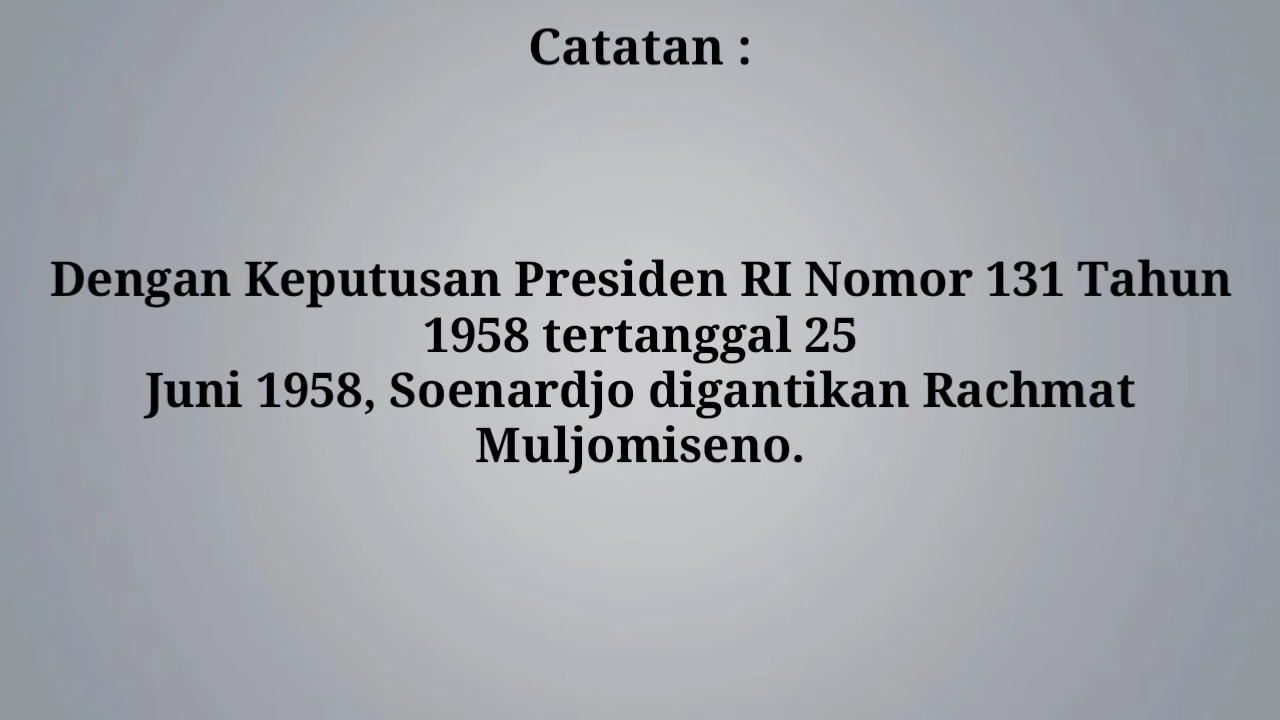 Catatan :
Dengan Keputusan Presiden RI Nomor 131 Tahun
1958 tertanggal 25
Juni 1958, Soenardjo digantikan Rachmat
Muljomiseno.